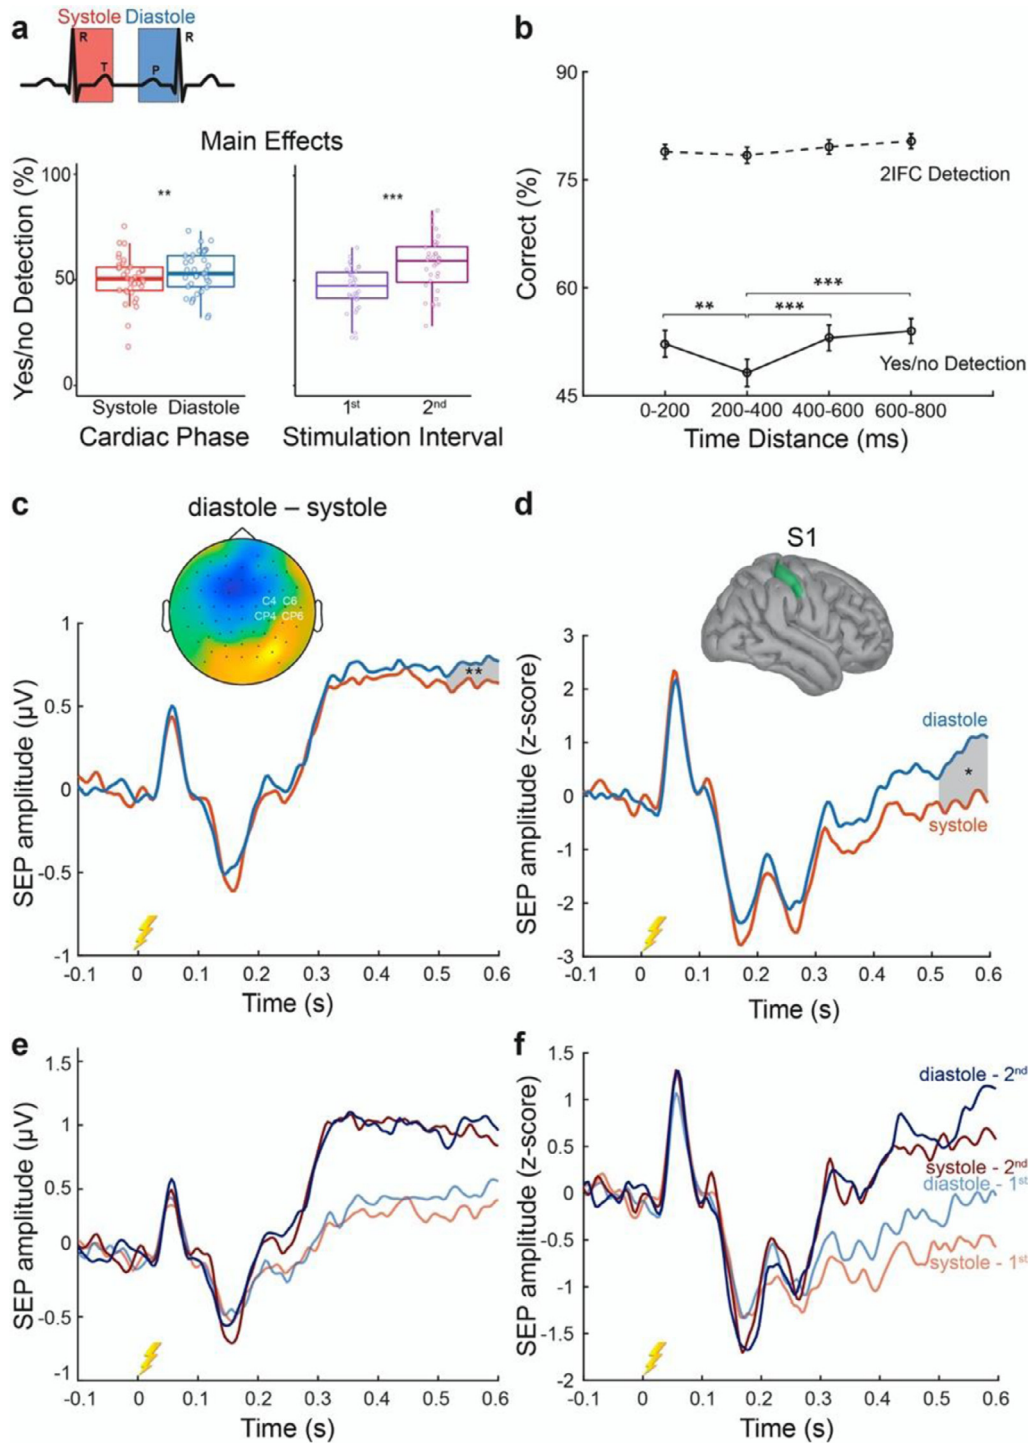 a
Systole Diastole
R
R
T
P
Main Effects
Yes/no Detection (%)
100
50
0
**
***
Systole Diastole
1st 2nd
Cardiac Phase
Stimulation Interval
b
Correct (%)
90
75
60
45
2IFC Detection
** *** ***
Yes/no Detection
0-200 200-400 400-600 600-800
Time Distance (ms)
c
diastole – systole
C4 C6
CP4 CP6
SEP amplitude (µV)
1
0.5
0
-0.5
-1
**
-0.1 0 0.1 0.2 0.3 0.4 0.5 0.6
Time (s)
d
S1
SEP amplitude (z-score)
3
2
1
0
-1
-2
-3
diastole
*
systole
-0.1 0 0.1 0.2 0.3 0.4 0.5 0.6
Time (s)
e
SEP amplitude (µV)
1.5
1
0.5
0
-0.5
-1
-0.1 0 0.1 0.2 0.3 0.4 0.5 0.6
Time (s)
f
SEP amplitude (z-score)
1.5
1
0.5
0
-0.5
-1
-1.5
-2
diastole - 2nd
systole - 2nd
diastole - 1st
systole - 1st
-0.1 0 0.1 0.2 0.3 0.4 0.5 0.6
Time (s)